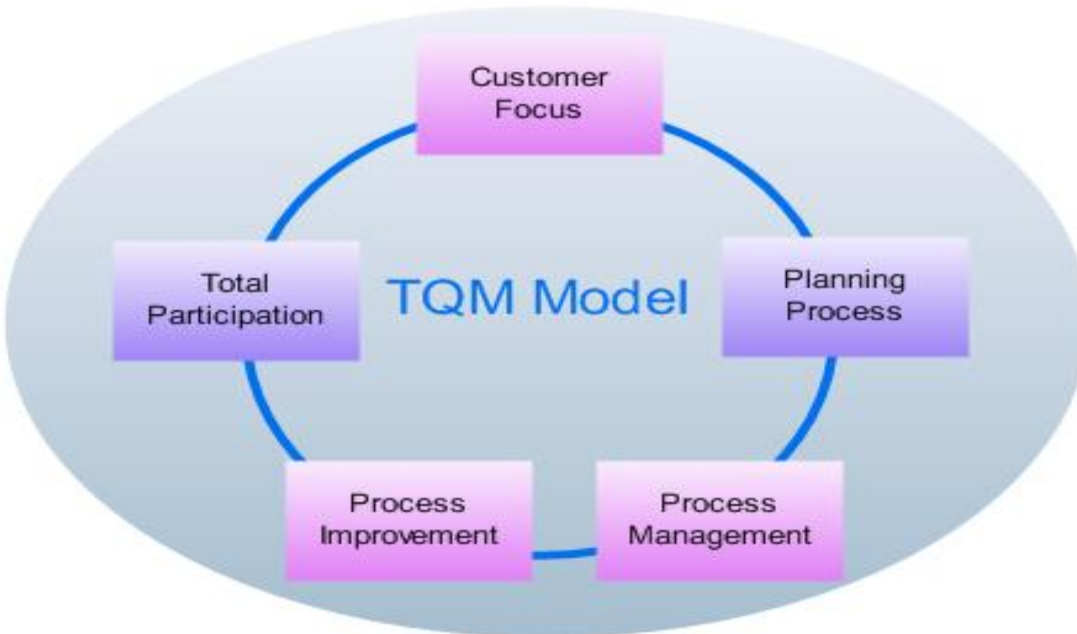 Customer
Focus
Total
Participation
TQM Model
Planning
Process
Process
Improvement
Process
Management